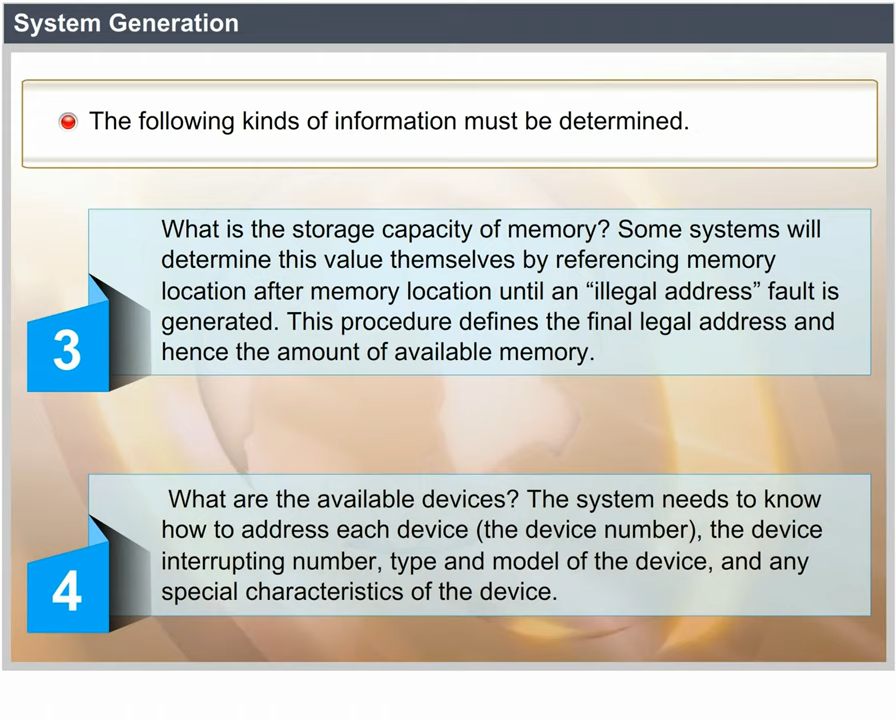 System Generation
The following kinds of information must be determined.
What is the storage capacity of memory? Some systems will
determine this value themselves by referencing memory
location after memory location until an “illegal address” fault is
generated. This procedure defines the final legal address and
hence the amount of available memory.
3
What are the available devices? The system needs to know
how to address each device (the device number), the device
interrupting number, type and model of the device, and any
special characteristics of the device.
4